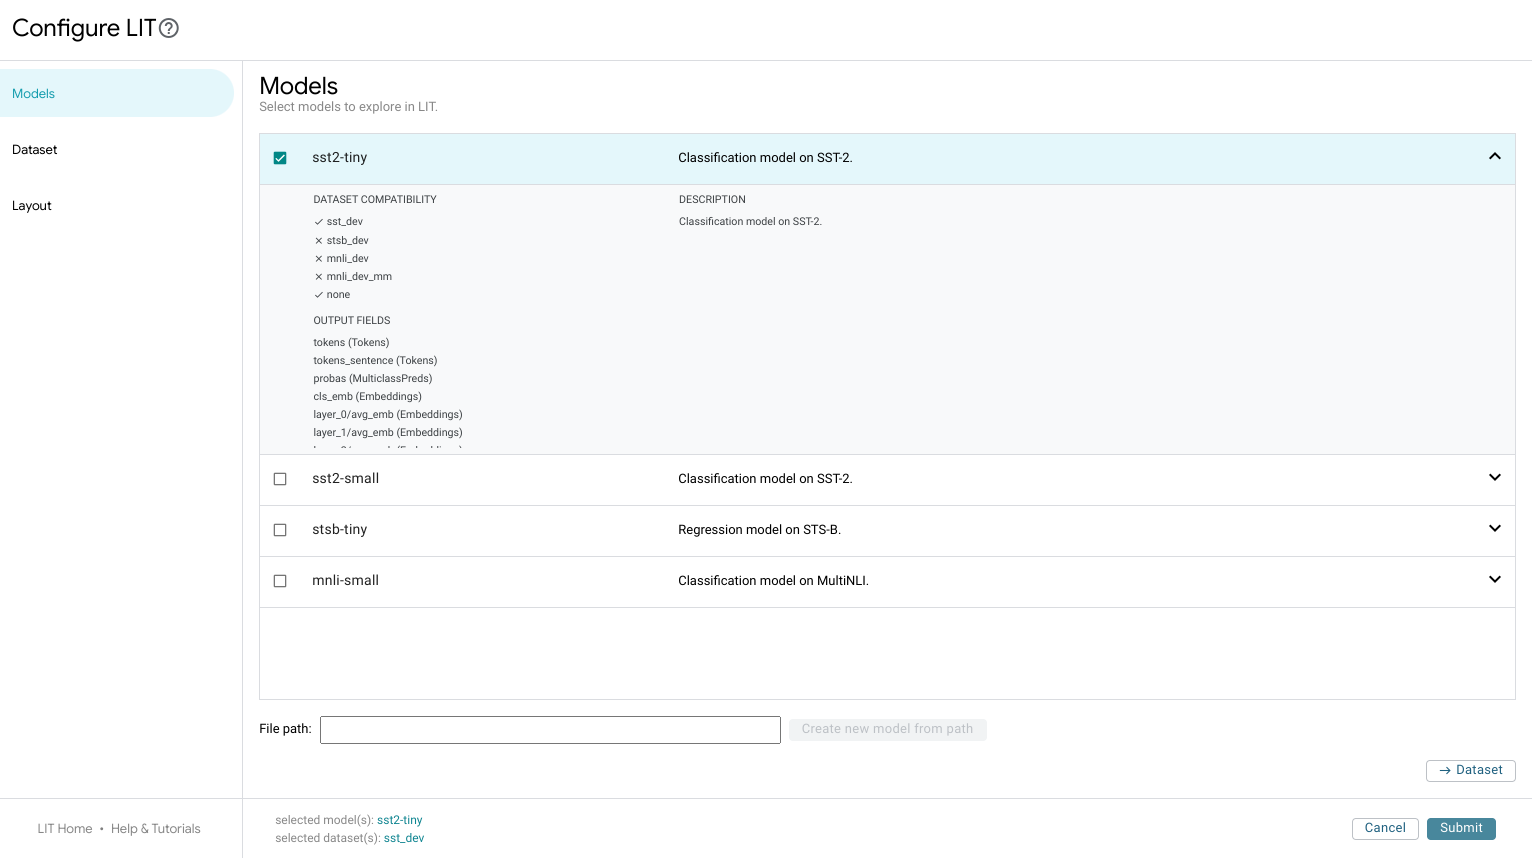 Configure LIT
Models
Dataset
Layout
Models
Select models to explore in LIT.
sst2-tiny
Classification model on SST-2.
DATASET COMPATIBILITY
sst_dev
stsb_dev
mnli_dev
mnli_dev_mm
none
OUTPUT FIELDS
tokens (Tokens)
tokens_sentence (Tokens)
probas (MulticlassPreds)
cls_emb (Embeddings)
layer_0/avg_emb (Embeddings)
layer_1/avg_emb (Embeddings)
DESCRIPTION
Classification model on SST-2.
sst2-small
Classification model on SST-2.
stsb-tiny
Regression model on STS-B.
mnli-small
Classification model on MultiNLI.
File path:
Create new model from path
→ Dataset
LIT Home • Help & Tutorials
selected model(s): sst2-tiny
selected dataset(s): sst_dev
Cancel
Submit